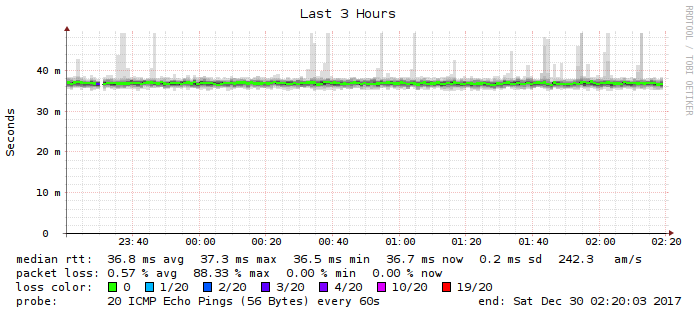 Last 3 Hours
RRDTOOL / TOBI OETIKER
Seconds
40 m
30 m
20 m
10 m
0
23:40 00:00 00:20 00:40 01:00 01:20 01:40 02:00 02:20
median rtt: 36.8 ms avg 37.3 ms max 36.5 ms min 36.7 ms now 0.2 ms sd 242.3 am/s
packet loss: 0.57 % avg 88.33 % max 0.00 % min 0.00 % now
loss color: 0 1/20 2/20 3/20 4/20 10/20 19/20
probe: 20 ICMP Echo Pings (56 Bytes) every 60s end: Sat Dec 30 02:20:03 2017